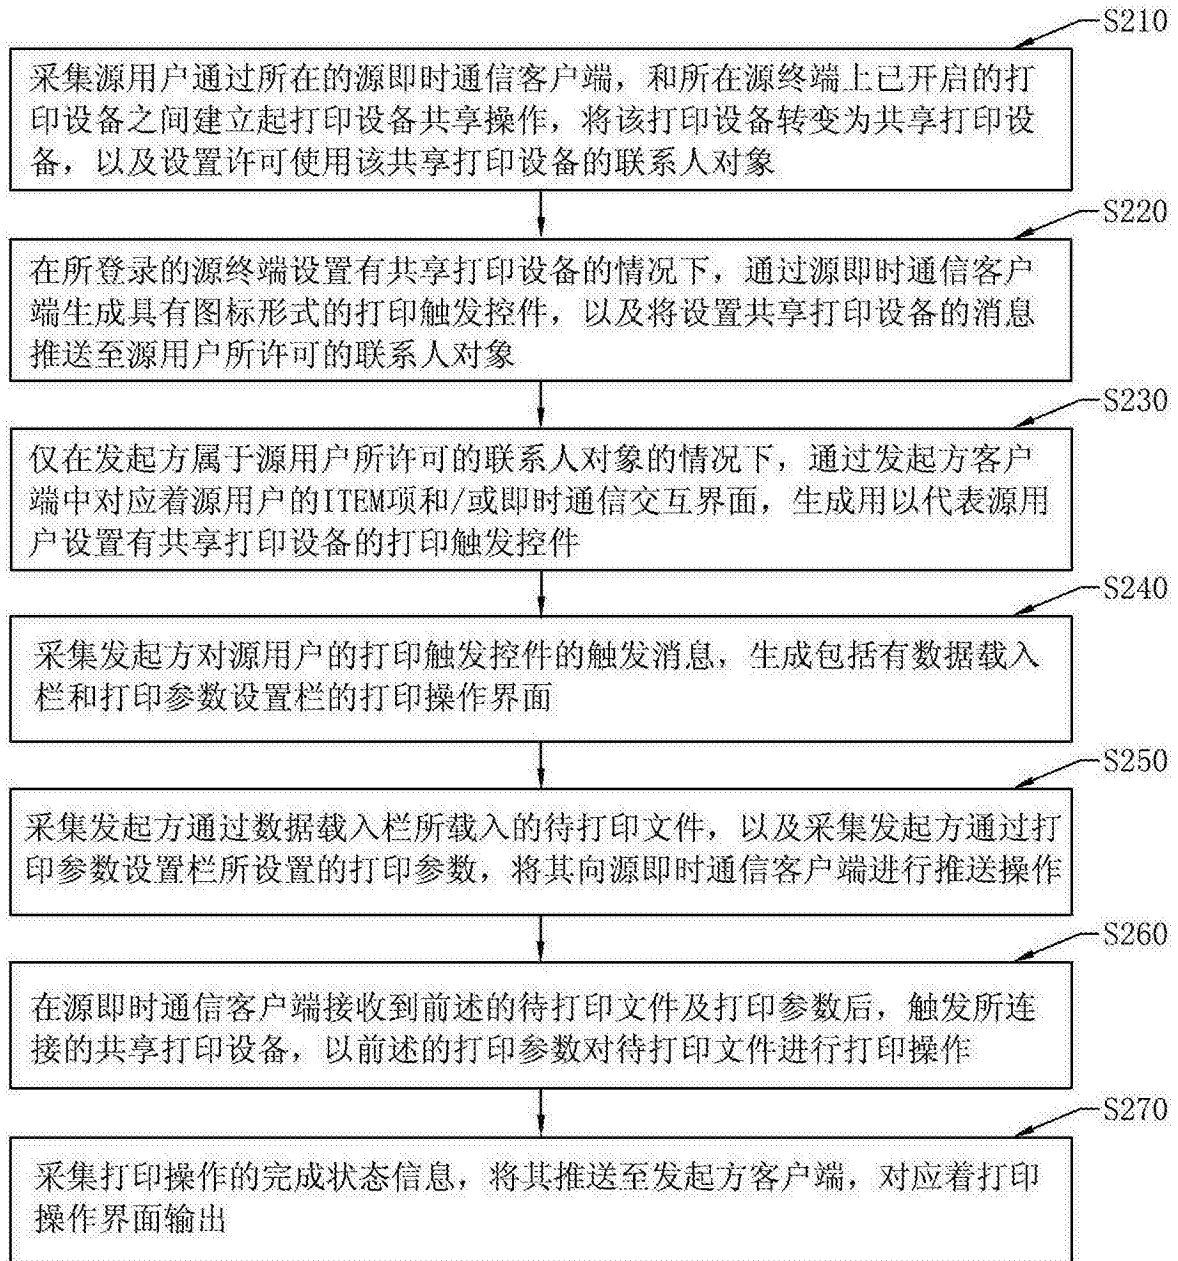 S210
采集源用户通过所在的源即时通信客户端，和所在源终端上已开启的打
印设备之间建立起打印设备共享操作，将该打印设备转变为共享打印设
备，以及设置许可使用该共享打印设备的联系人对象
S220
在所登录的源终端设置有共享打印设备的情况下，通过源即时通信客户
端生成具有图标形式的打印触发控件，以及将设置共享打印设备的消息
推送至源用户所许可的联系人对象
S230
仅在发起方属于源用户所许可的联系人对象的情况下，通过发起方客户
端中对应着源用户的ITEM项和/或即时通信交互界面，生成用以代表源用
户设置有共享打印设备的打印触发控件
S240
采集发起方对源用户的打印触发控件的触发消息，生成包括有数据载入
栏和打印参数设置栏的打印操作界面
S250
采集发起方通过数据载入栏所载入的待打印文件，以及采集发起方通过打
印参数设置栏所设置的打印参数，将其向源即时通信客户端进行推送操作
S260
在源即时通信客户端接收到前述的待打印文件及打印参数后，触发所连
接的共享打印设备，以前述的打印参数对待打印文件进行打印操作
S270
采集打印操作的完成状态信息，将其推送至发起方客户端，对应着打印
操作界面输出